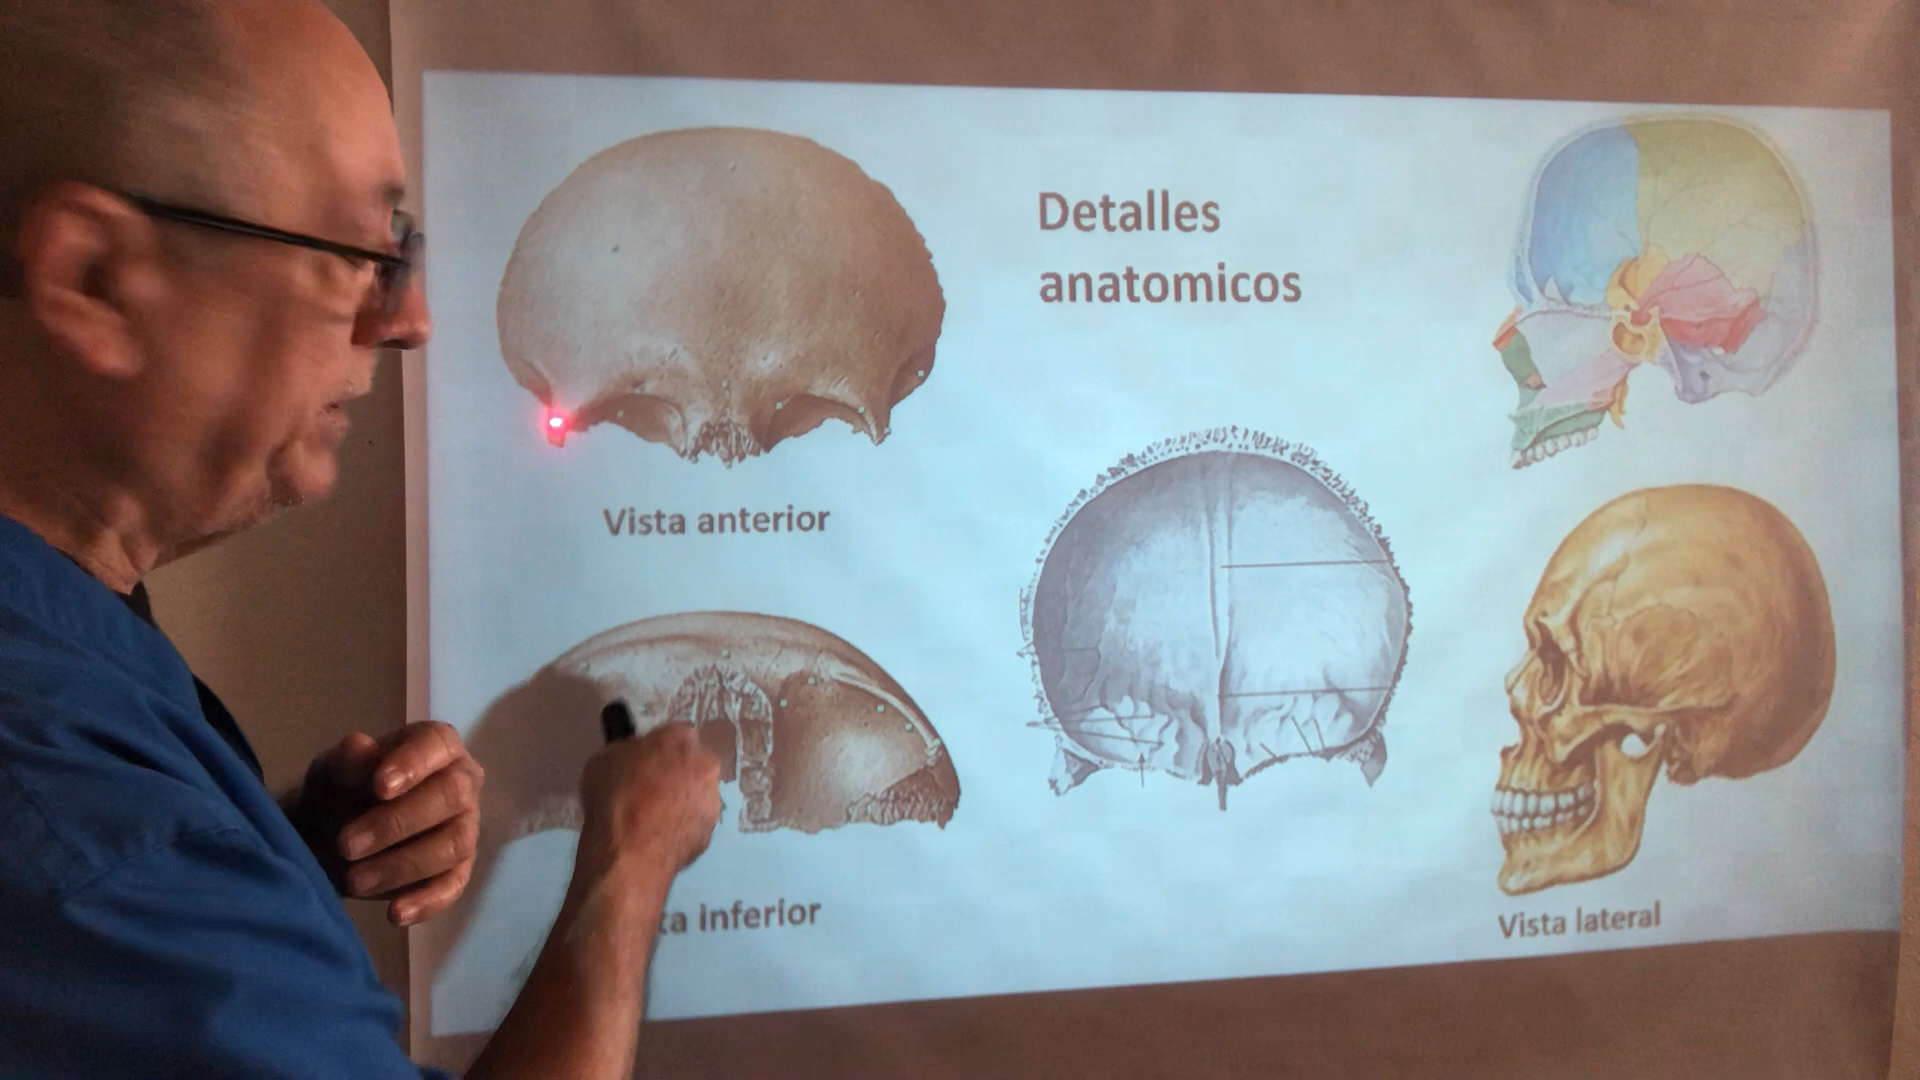 Detalles
anatomicos
Vista anterior
ta inferior
Vista lateral